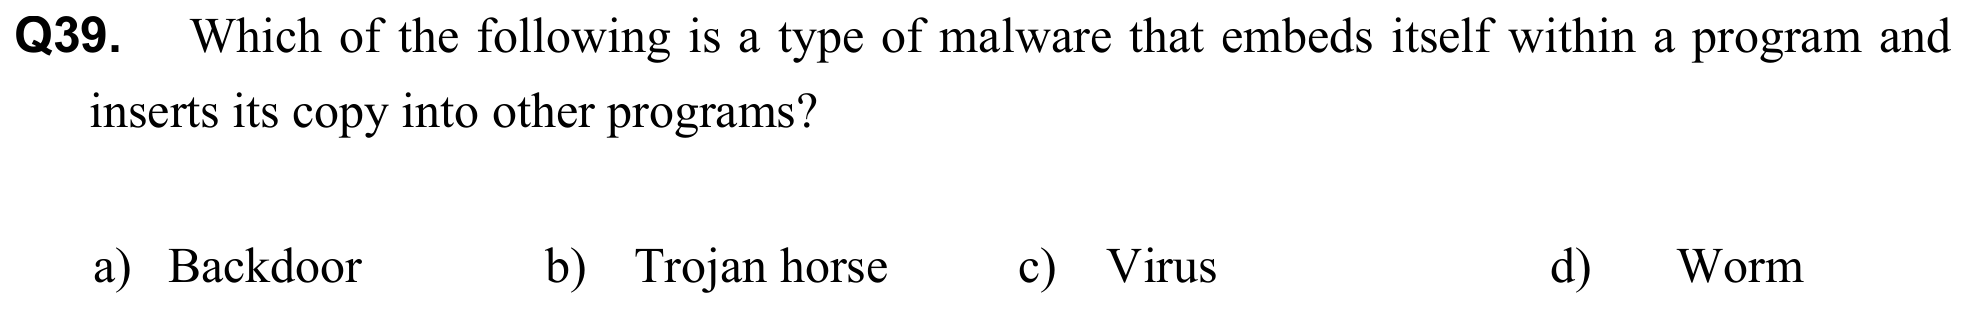 Q39. Which of the following is a type of malware that embeds itself within a program and
inserts its copy into other programs?
a) Backdoor b) Trojan horse c) Virus d) Worm